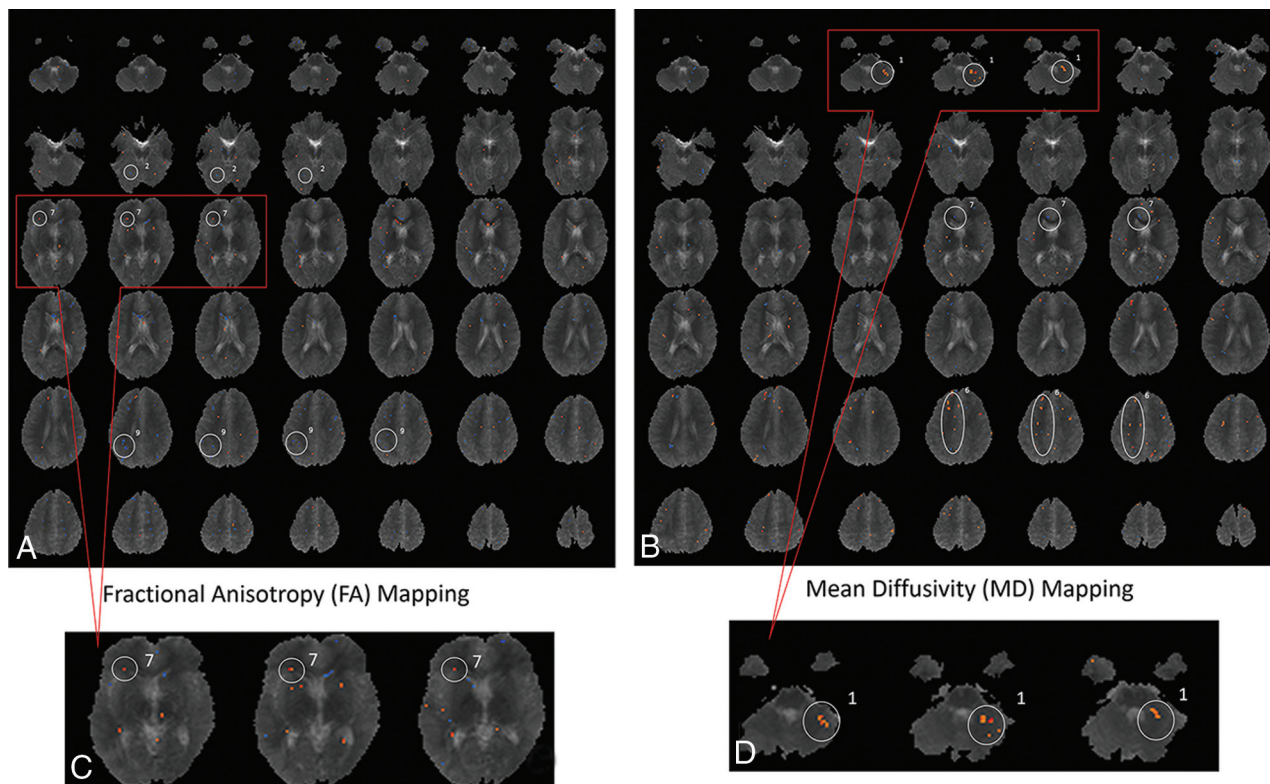 1 1 1
2 2 2
7 7 7
7 7 7
9 9 9 9
6 6 6
A
B
Fractional Anisotropy (FA) Mapping
Mean Diffusivity (MD) Mapping
7 7 7
1 1 1
C
D